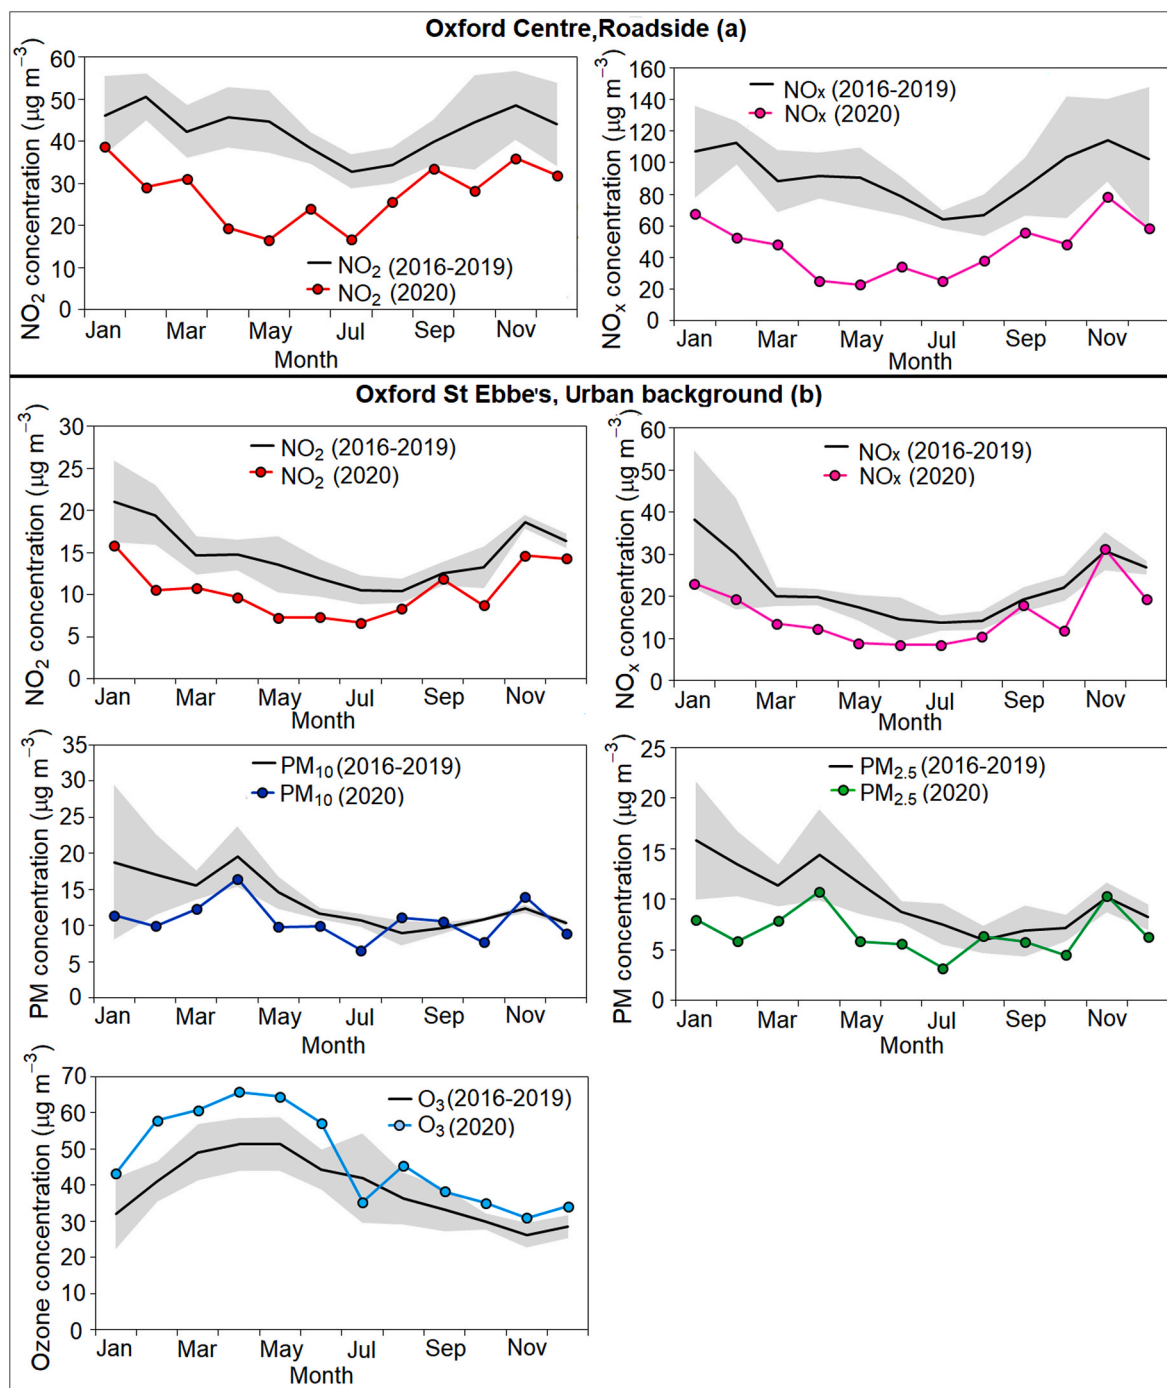 Oxford Centre,Roadside (a)
NO₂ concentration (µg m⁻³)
60
50
40
30
20
10
0
NO₂ (2016-2019)
NO₂ (2020)
Jan Mar May Jul Sep Nov
Month
NOₓ concentration (µg m⁻³)
160
140
120
100
80
60
40
20
0
NOₓ (2016-2019)
NOₓ (2020)
Jan Mar May Jul Sep Nov
Month
Oxford St Ebbe's, Urban background (b)
NO₂ concentration (µg m⁻³)
30
25
20
15
10
5
0
NO₂ (2016-2019)
NO₂ (2020)
Jan Mar May Jul Sep Nov
Month
NOₓ concentration (µg m⁻³)
60
50
40
30
20
10
0
NOₓ (2016-2019)
NOₓ (2020)
Jan Mar May Jul Sep Nov
Month
PM concentration (µg m⁻³)
35
30
25
20
15
10
5
0
PM₁₀ (2016-2019)
PM₁₀ (2020)
Jan Mar May Jul Sep Nov
Month
PM concentration (µg m⁻³)
25
20
15
10
5
0
PM₂.₅ (2016-2019)
PM₂.₅ (2020)
Jan Mar May Jul Sep Nov
Month
Ozone concentration (µg m⁻³)
70
60
50
40
30
20
10
0
O₃ (2016-2019)
O₃ (2020)
Jan Mar May Jul Sep Nov
Month